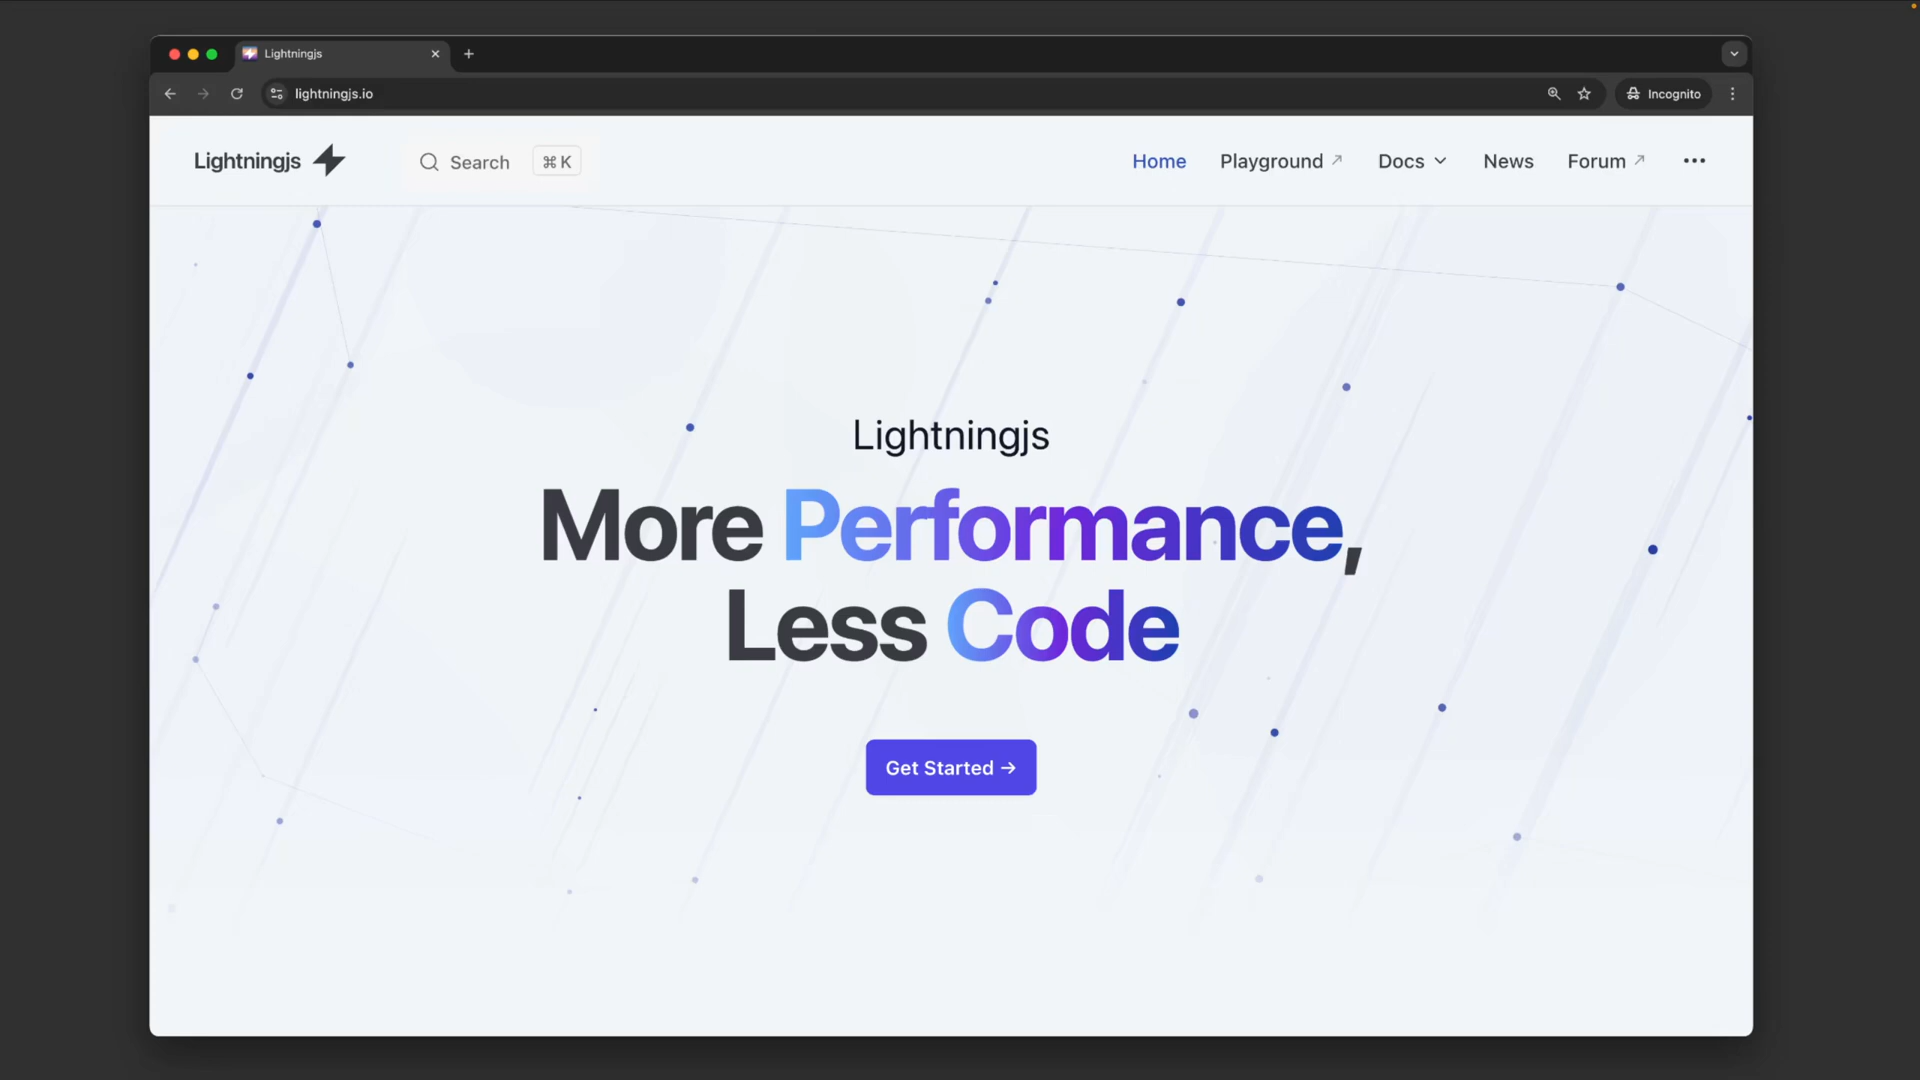 Lightningjs
lightningjs.io
Incognito
Lightningjs
Search
⌘ K
Home
Playground
Docs
News
Forum
Lightningjs
More Performance,
Less Code
Get Started →